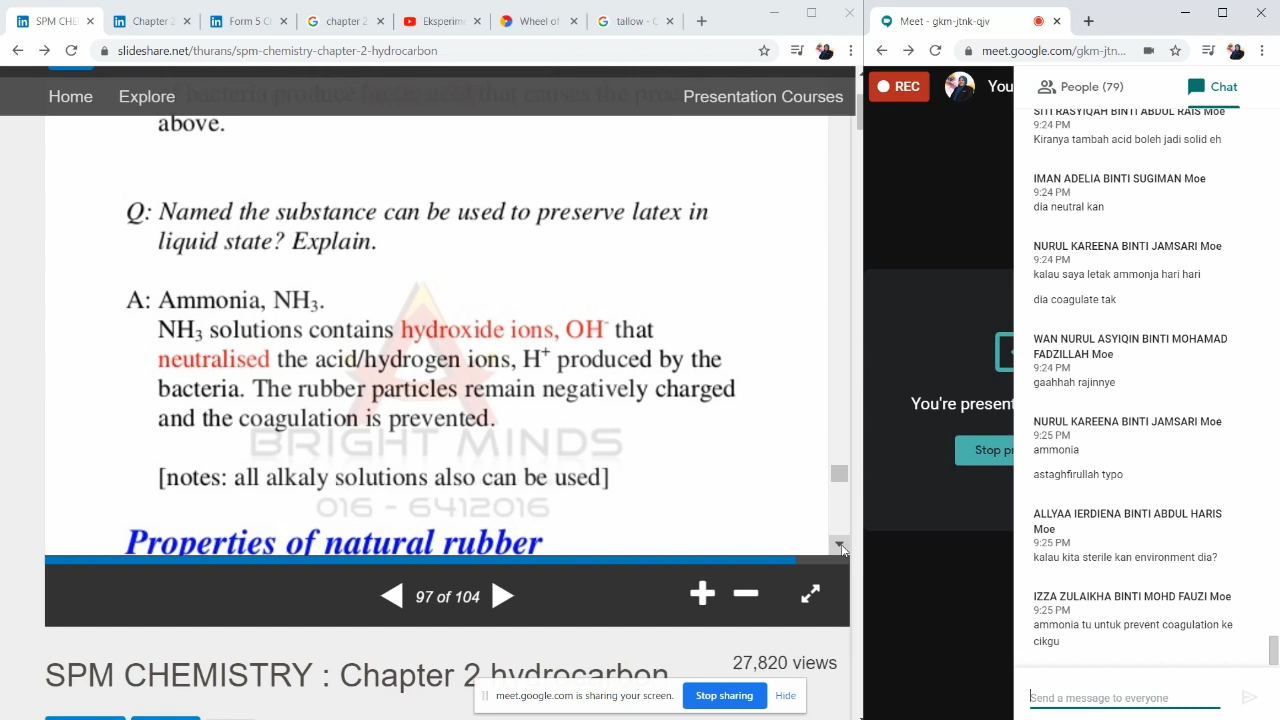 SPM CHE
Chapter 2
Form 5 C
chapter 2
Eksperim
Wheel of
tallow - G
Meet - gkm-jtnk-qjv
slideshare.net/thurans/spm-chemistry-chapter-2-hydrocarbon
meet.google.com/gkm-jtn...
Home
Explore
Presentation Courses
above.
Q: Named the substance can be used to preserve latex in
liquid state? Explain.
A: Ammonia, NH₃.
NH₃ solutions contains hydroxide ions, OH⁻ that
neutralised the acid/hydrogen ions, H⁺ produced by the
bacteria. The rubber particles remain negatively charged
and the coagulation is prevented.
BRIGHT MINDS
[notes: all alkaly solutions also can be used]
016 - 6412016
Properties of natural rubber
97 of 104
SPM CHEMISTRY : Chapter 2 hydrocarbon
27,820 views
meet.google.com is sharing your screen.
Stop sharing
Hide
REC
You
You're present
Stop pr
People (79)
Chat
SITI RASYIQAH BINTI ABDUL RAIS Moe
9:24 PM
Kiranya tambah acid boleh jadi solid eh
IMAN ADELIA BINTI SUGIMAN Moe
9:24 PM
dia neutral kan
NURUL KAREENA BINTI JAMSARI Moe
9:24 PM
kalau saya letak ammonja hari hari
dia coagulate tak
WAN NURUL ASYIQIN BINTI MOHAMAD
FADZILLAH Moe
9:24 PM
gaahhah rajinnye
NURUL KAREENA BINTI JAMSARI Moe
9:25 PM
ammonia
astaghfirullah typo
ALLYAA IERDIENA BINTI ABDUL HARIS
Moe
9:25 PM
kalau kita sterile kan environment dia?
IZZA ZULAIKHA BINTI MOHD FAUZI Moe
9:25 PM
ammonia tu untuk prevent coagulation ke
cikgu
Send a message to everyone